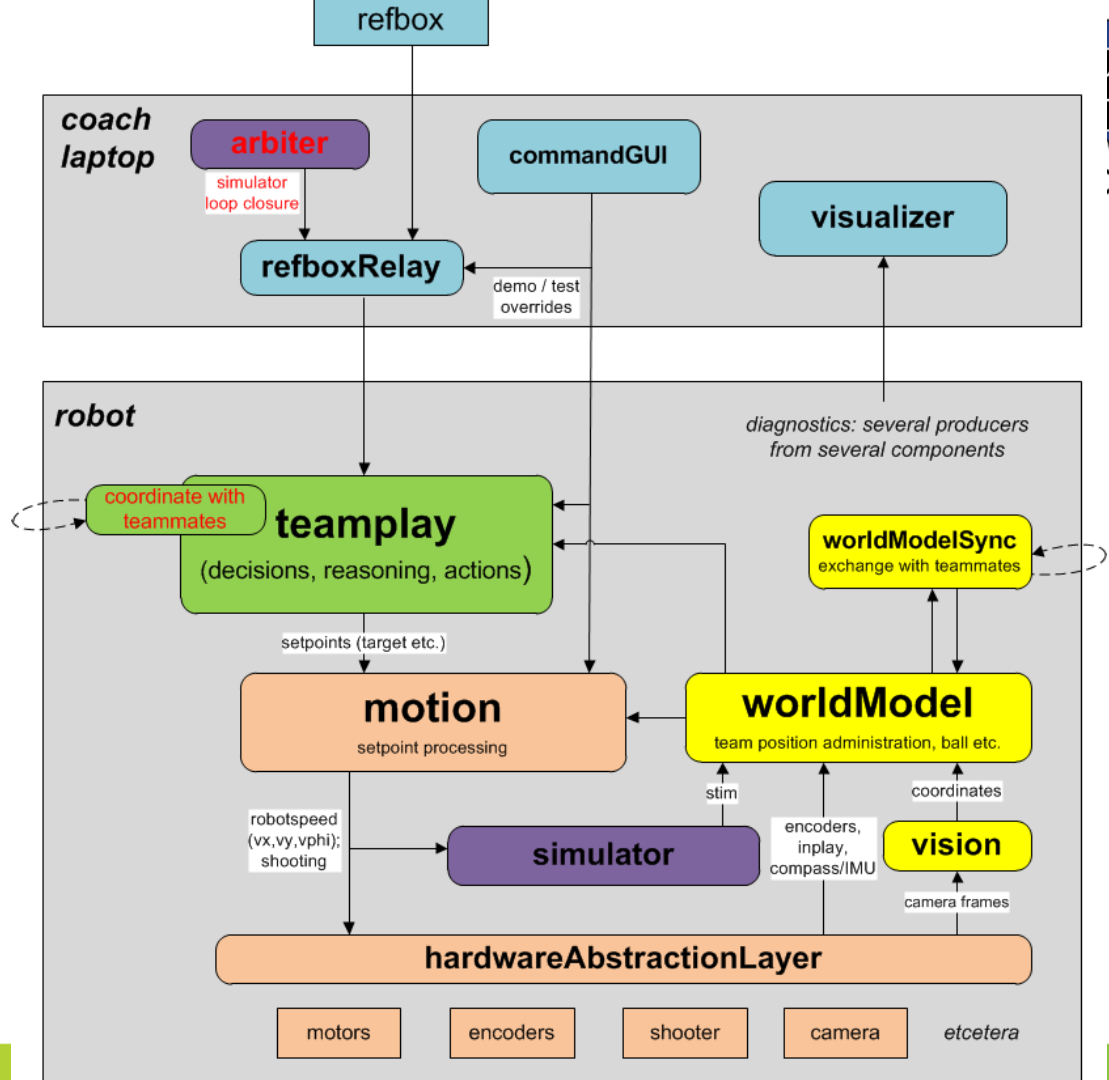 refbox
coach
laptop
arbiter
simulator
loop closure
commandGUI
visualizer
refboxRelay
demo / test
overrides
robot
diagnostics: several producers
from several components
coordinate with
teammates
teamplay
(decisions, reasoning, actions)
worldModelSync
exchange with teammates
setpoints (target etc.)
motion
setpoint processing
worldModel
team position administration, ball etc.
stim
coordinates
robotspeed
(vx,vy,vphi);
shooting
encoders,
inplay,
compass/IMU
simulator
vision
camera frames
hardwareAbstractionLayer
motors
encoders
shooter
camera
etcetera